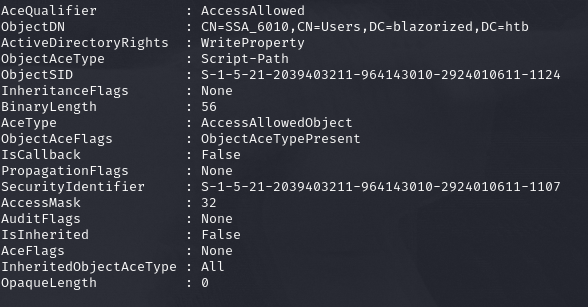 AceQualifier           : AccessAllowed
ObjectDN               : CN=SSA_6010,CN=Users,DC=blazorized,DC=htb
ActiveDirectoryRights  : WriteProperty
ObjectAceType          : Script-Path
ObjectSID              : S-1-5-21-2039403211-964143010-2924010611-1124
InheritanceFlags       : None
BinaryLength           : 56
AceType                : AccessAllowedObject
ObjectAceFlags         : ObjectAceTypePresent
IsCallback             : False
PropagationFlags       : None
SecurityIdentifier     : S-1-5-21-2039403211-964143010-2924010611-1107
AccessMask             : 32
AuditFlags             : None
IsInherited            : False
AceFlags               : None
InheritedObjectAceType : All
OpaqueLength           : 0